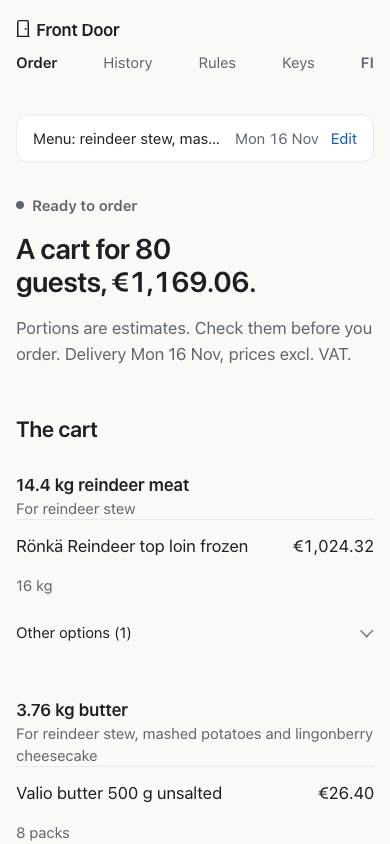 Front Door
Order History Rules Keys FI
Menu: reindeer stew, mas... Mon 16 Nov Edit
Ready to order
A cart for 80
guests, €1,169.06.
Portions are estimates. Check them before you
order. Delivery Mon 16 Nov, prices excl. VAT.
The cart
14.4 kg reindeer meat
For reindeer stew
Rönkä Reindeer top loin frozen €1,024.32
16 kg
Other options (1)
3.76 kg butter
For reindeer stew, mashed potatoes and lingonberry
cheesecake
Valio butter 500 g unsalted €26.40
8 packs